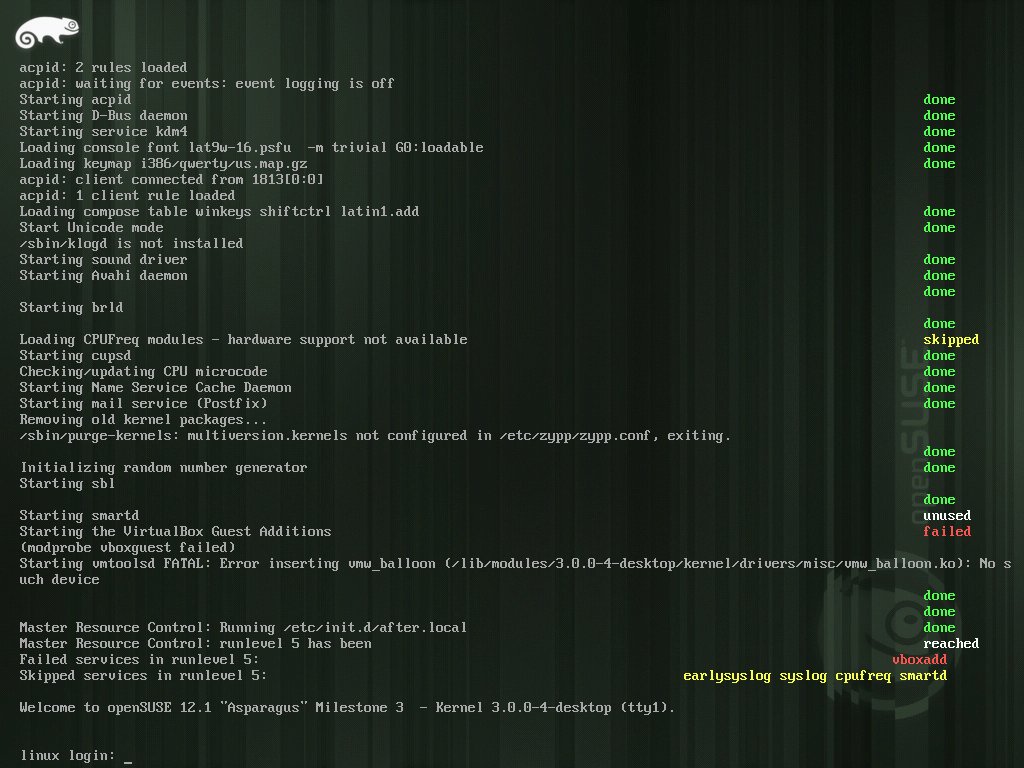 acpid: 2 rules loaded
acpid: waiting for events: event logging is off
Starting acpid done
Starting D-Bus daemon done
Starting service kdm4 done
Loading console font lat9w-16.psfu  -m trivial G0:loadable done
Loading keymap i386/qwerty/us.map.gz done
acpid: client connected from 1813[0:0]
acpid: 1 client rule loaded
Loading compose table winkeys shiftctrl latin1.add done
Start Unicode mode done
/sbin/klogd is not installed
Starting sound driver done
Starting Avahi daemon done
done
Starting brld
done
Loading CPUFreq modules - hardware support not available skipped
Starting cupsd done
Checking/updating CPU microcode done
Starting Name Service Cache Daemon done
Starting mail service (Postfix) done
Removing old kernel packages...
/sbin/purge-kernels: multiversion.kernels not configured in /etc/zypp/zypp.conf, exiting.
done
Initializing random number generator done
Starting sbl
done
Starting smartd unused
Starting the VirtualBox Guest Additions failed
(modprobe vboxguest failed)
Starting vmtoolsd FATAL: Error inserting vmw_balloon (/lib/modules/3.0.0-4-desktop/kernel/drivers/misc/vmw_balloon.ko): No s
uch device
done
done
Master Resource Control: Running /etc/init.d/after.local done
Master Resource Control: runlevel 5 has been reached
Failed services in runlevel 5: vboxadd
Skipped services in runlevel 5: earlysyslog syslog cpufreq smartd
Welcome to openSUSE 12.1 "Asparagus" Milestone 3  - Kernel 3.0.0-4-desktop (tty1).
linux login: _
openSUSE